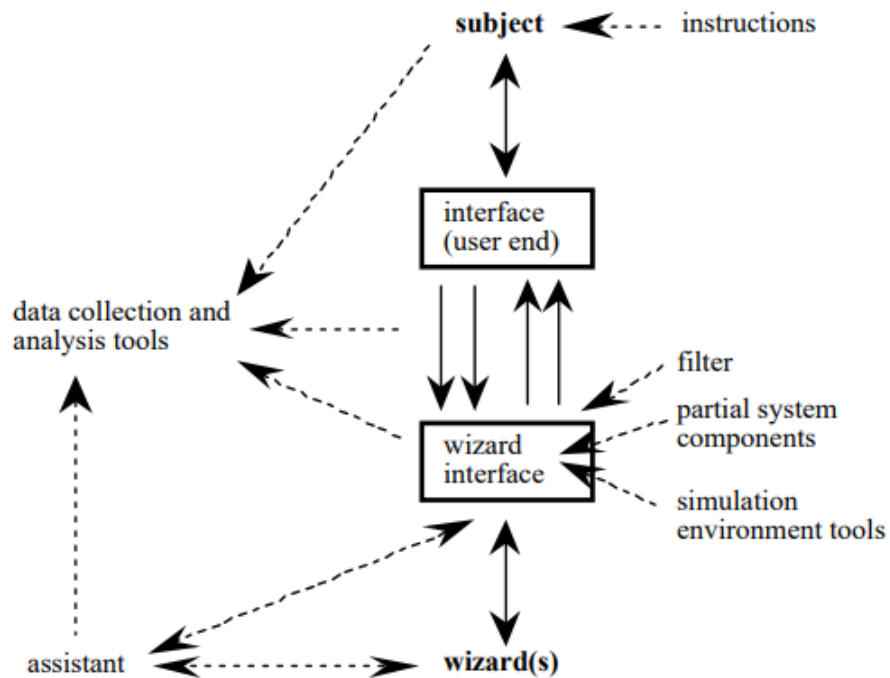 subject
instructions
interface
(user end)
data collection and
analysis tools
filter
partial system
components
wizard
interface
simulation
environment tools
assistant
wizard(s)